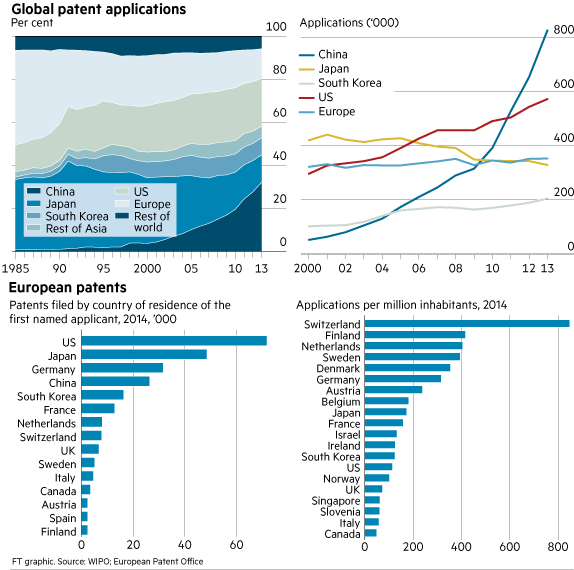 Global patent applications
Per cent
100
80
60
40
20
0
China
Japan
South Korea
Rest of Asia
US
Europe
Rest of
world
1985 90 95 2000 05 10 13
Applications (‘000)
China
Japan
South Korea
US
Europe
800
600
400
200
0
2000 02 04 06 08 10 12 13
European patents
Patents filed by country of residence of the
first named applicant, 2014, ’000
US
Japan
Germany
China
South Korea
France
Netherlands
Switzerland
UK
Sweden
Italy
Canada
Austria
Spain
Finland
0 20 40 60
Applications per million inhabitants, 2014
Switzerland
Finland
Netherlands
Sweden
Denmark
Germany
Austria
Belgium
Japan
France
Israel
Ireland
South Korea
US
Norway
UK
Singapore
Slovenia
Italy
Canada
0 200 400 600 800
FT graphic. Source: WIPO; European Patent Office